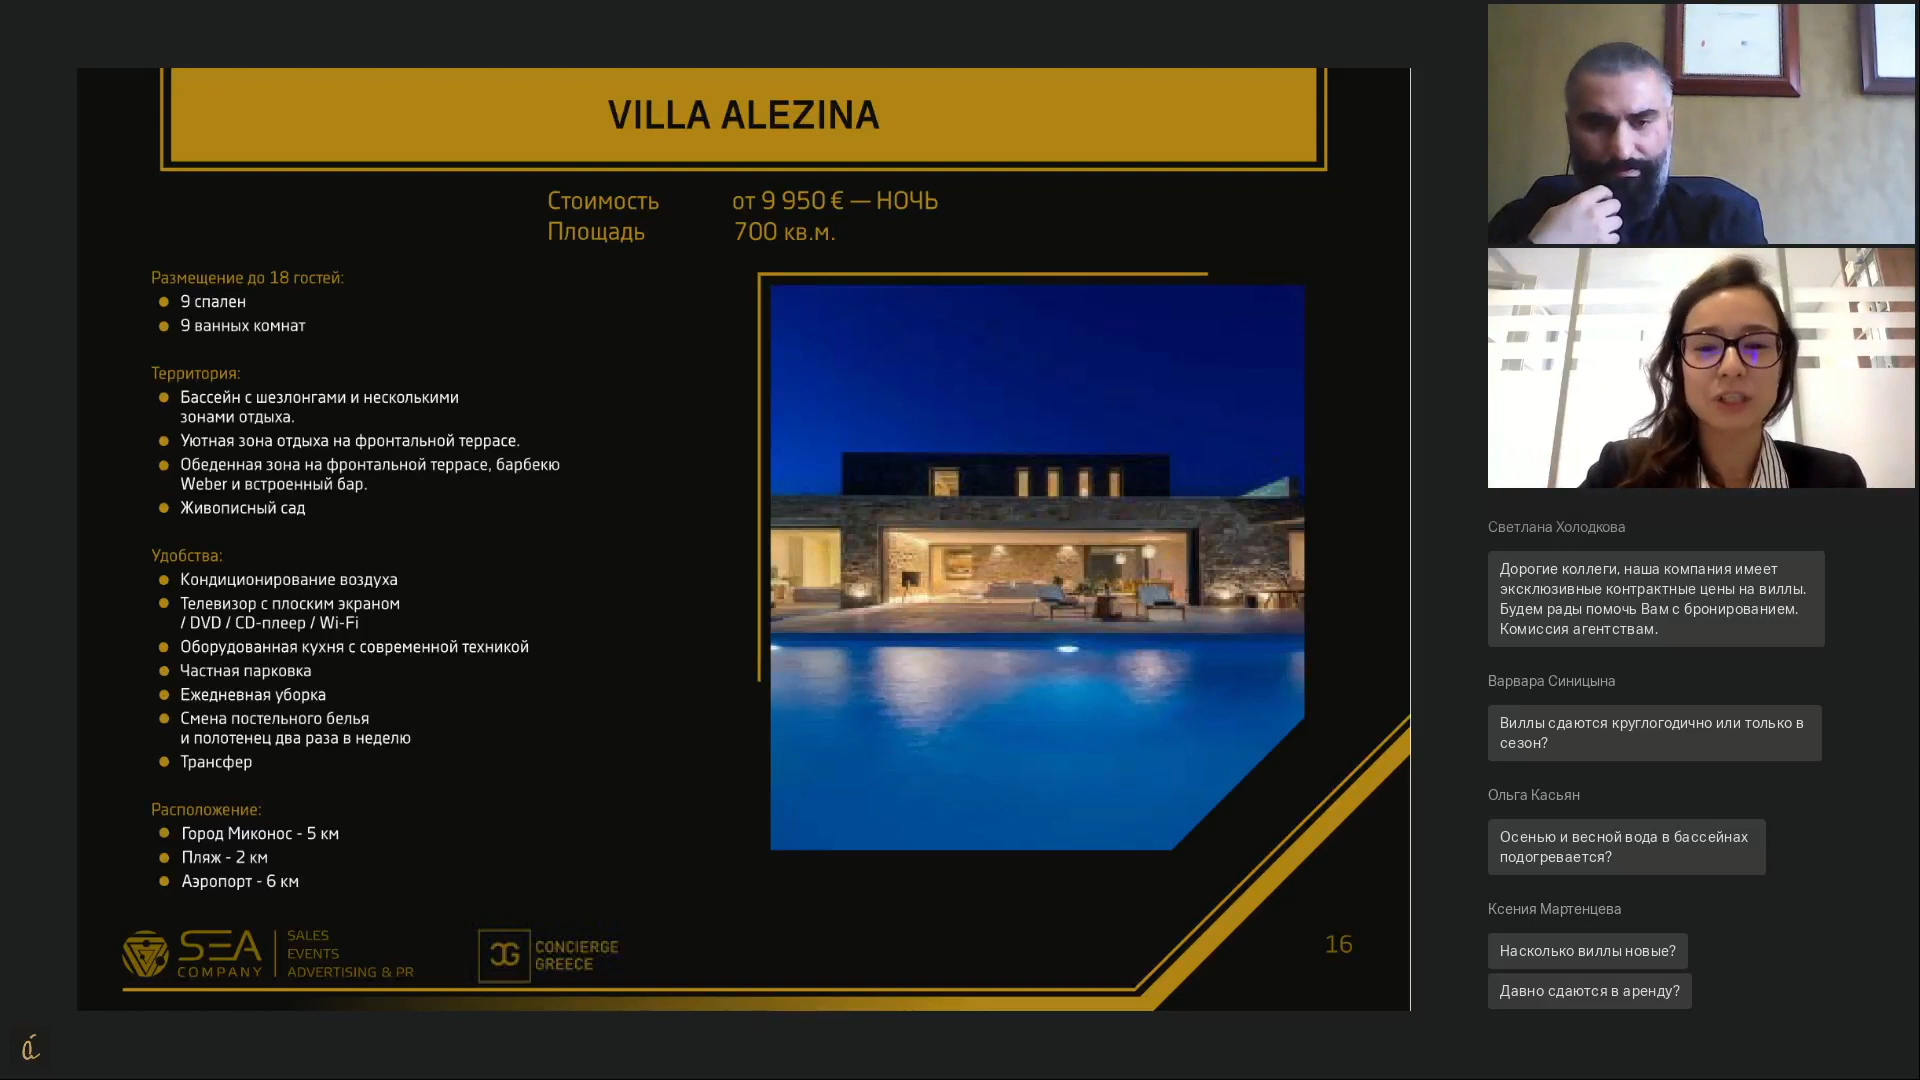 VILLA ALEZINA
Стоимость от 9 950 € — НОЧЬ
Площадь 700 кв.м.
Размещение до 18 гостей:
9 спален
9 ванных комнат
Территория:
Бассейн с шезлонгами и несколькими
зонами отдыха.
Уютная зона отдыха на фронтальной террасе.
Обеденная зона на фронтальной террасе, барбекю
Weber и встроенный бар.
Живописный сад
Удобства:
Кондиционирование воздуха
Телевизор с плоским экраном
/ DVD / CD-плеер / Wi-Fi
Оборудованная кухня с современной техникой
Частная парковка
Ежедневная уборка
Смена постельного белья
и полотенец два раза в неделю
Трансфер
Расположение:
Город Миконос - 5 км
Пляж - 2 км
Аэропорт - 6 км
SEA
COMPANY
SALES
EVENTS
ADVERTISING & PR
CG
CONCIERGE
GREECE
16
á
Светлана Холодкова
Дорогие коллеги, наша компания имеет
эксклюзивные контрактные цены на виллы.
Будем рады помочь Вам с бронированием.
Комиссия агентствам.
Варвара Синицына
Виллы сдаются круглогодично или только в
сезон?
Ольга Касьян
Осенью и весной вода в бассейнах
подогревается?
Ксения Мартенцева
Насколько виллы новые?
Давно сдаются в аренду?